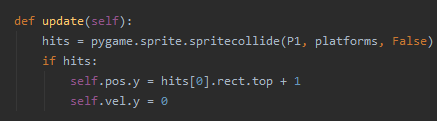 def update(self):
    hits = pygame.sprite.spritecollide(P1, platforms, False)
    if hits:
        self.pos.y = hits[0].rect.top + 1
        self.vel.y = 0